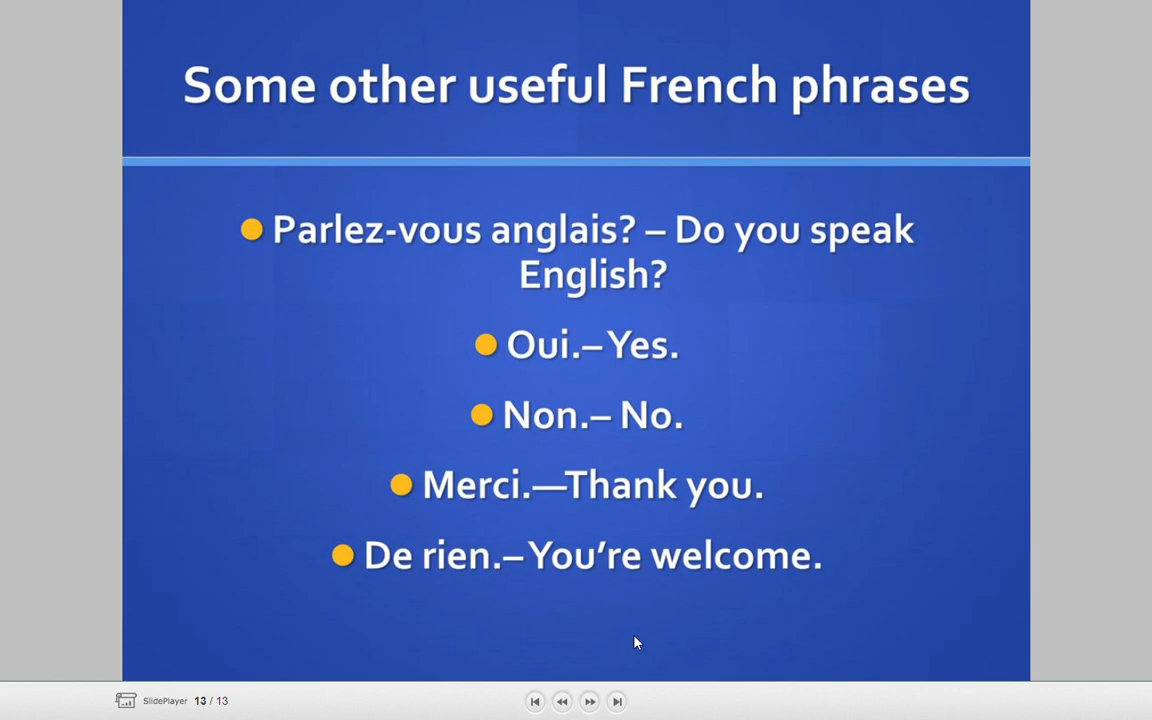 Some other useful French phrases
Parlez-vous anglais? – Do you speak
English?
Oui.– Yes.
Non.– No.
Merci.—Thank you.
De rien.– You’re welcome.
SlidePlayer 13 / 13